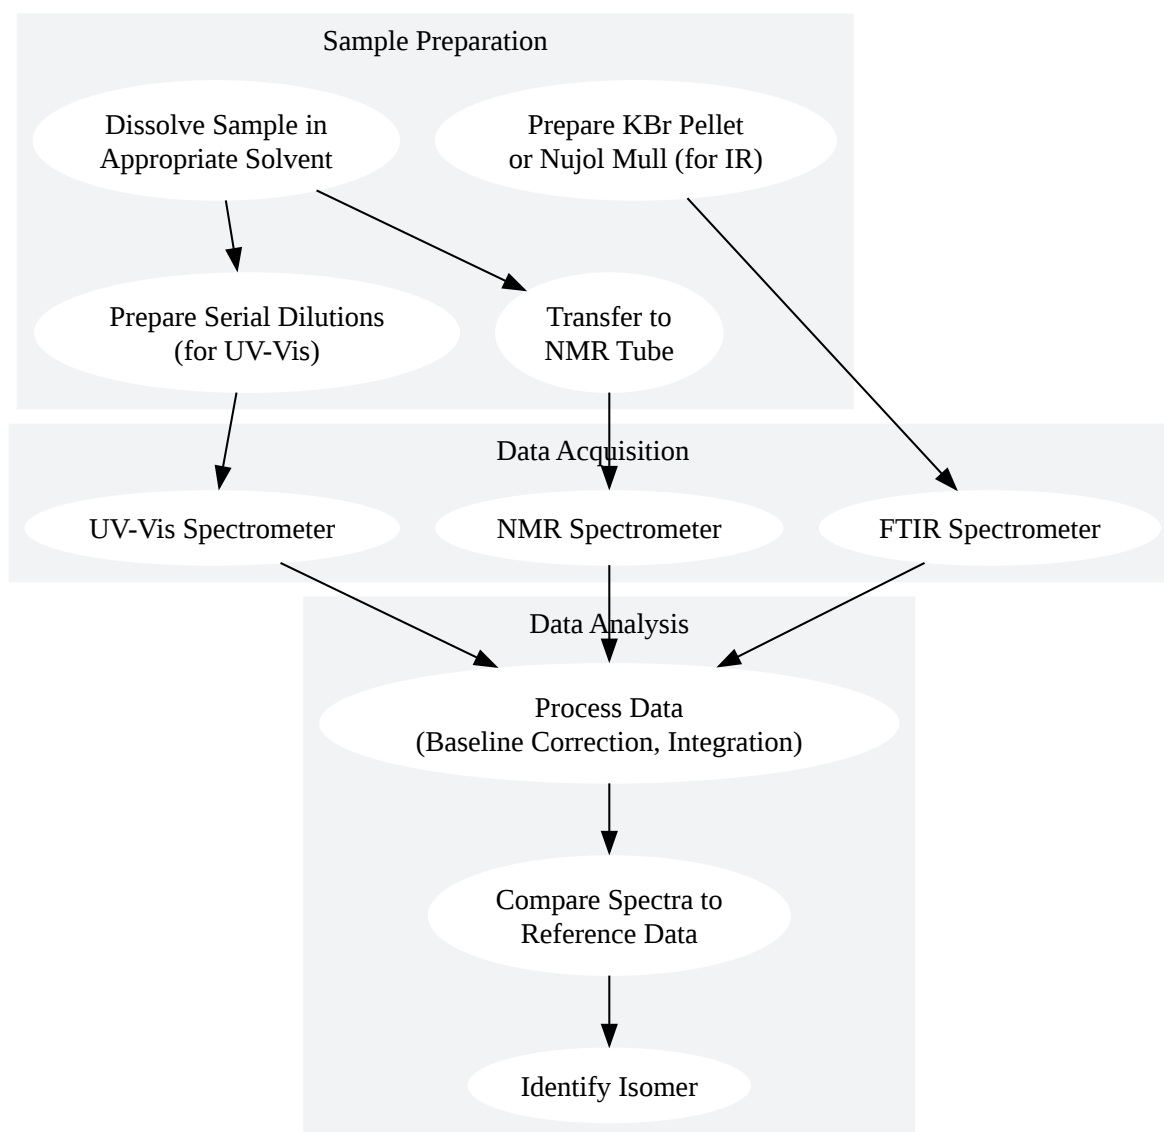 Sample Preparation
Dissolve Sample in
Appropriate Solvent
Prepare KBr Pellet
or Nujol Mull (for IR)
Prepare Serial Dilutions
(for UV-Vis)
Transfer to
NMR Tube
Data Acquisition
UV-Vis Spectrometer
NMR Spectrometer
FTIR Spectrometer
Data Analysis
Process Data
(Baseline Correction, Integration)
Compare Spectra to
Reference Data
Identify Isomer